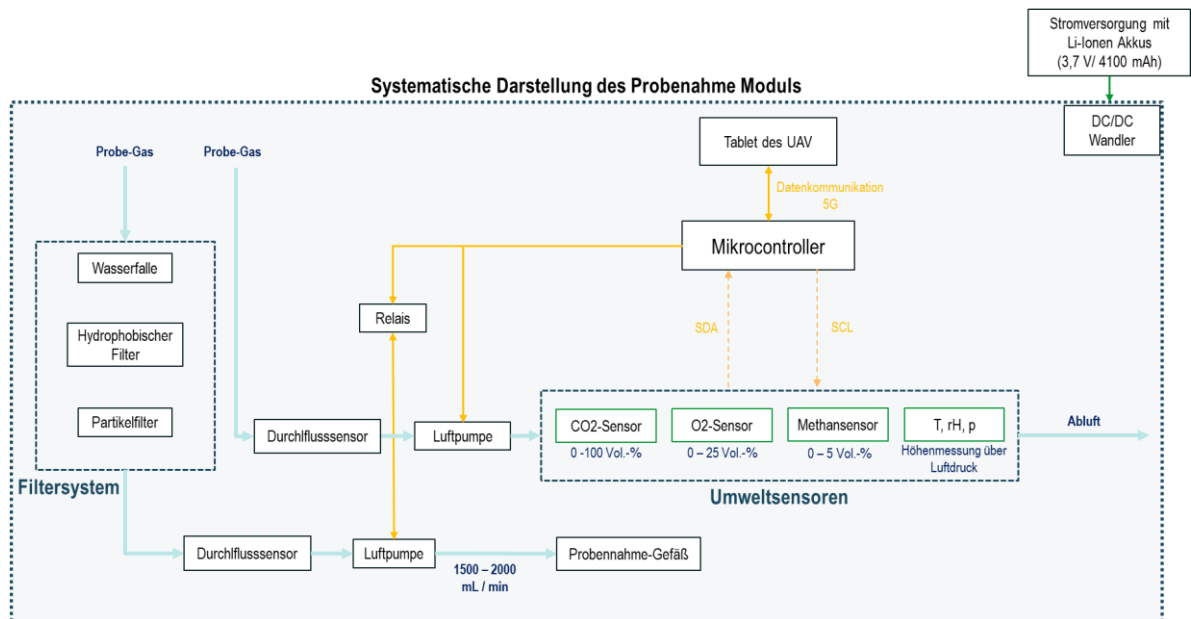 Stromversorgung mit
Li-Ionen Akkus
(3,7 V/ 4100 mAh)
Systematische Darstellung des Probenahme Moduls
DC/DC
Wandler
Tablet des UAV
Probe-Gas
Probe-Gas
Datenkommunikation
5G
Mikrocontroller
Wasserfalle
Relais
Hydrophobischer
Filter
SDA
SCL
Partikelfilter
Durchlflusssensor
Luftpumpe
CO2-Sensor
0 -100 Vol.-%
O2-Sensor
0 – 25 Vol.-%
Methansensor
0 – 5 Vol.-%
T, rH, p
Höhenmessung über
Luftdruck
Abluft
Filtersystem
Umweltsensoren
Durchlflusssensor
Luftpumpe
1500 – 2000
mL / min
Probennahme-Gefäß